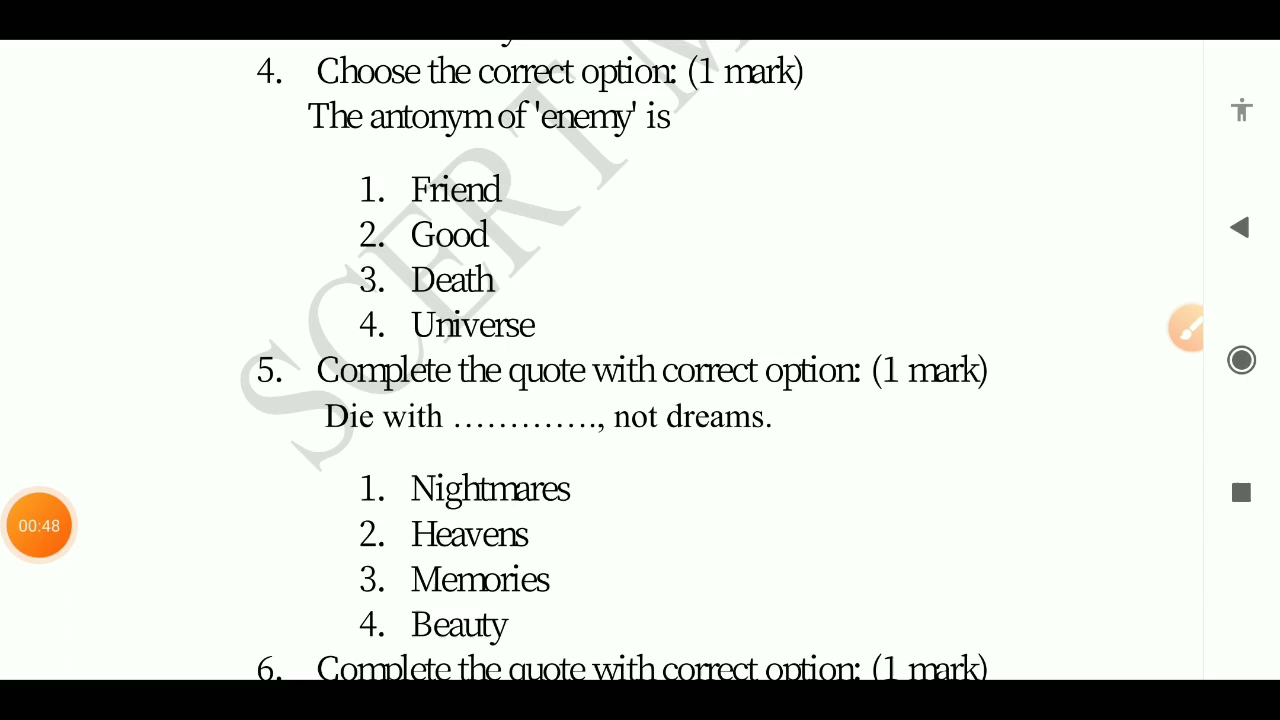 4. Choose the correct option: (1 mark)
The antonym of 'enemy' is
1. Friend
2. Good
3. Death
4. Universe
5. Complete the quote with correct option: (1 mark)
Die with ............., not dreams.
1. Nightmares
2. Heavens
3. Memories
4. Beauty
6. Complete the quote with correct option: (1 mark)
SCERT M
00:48